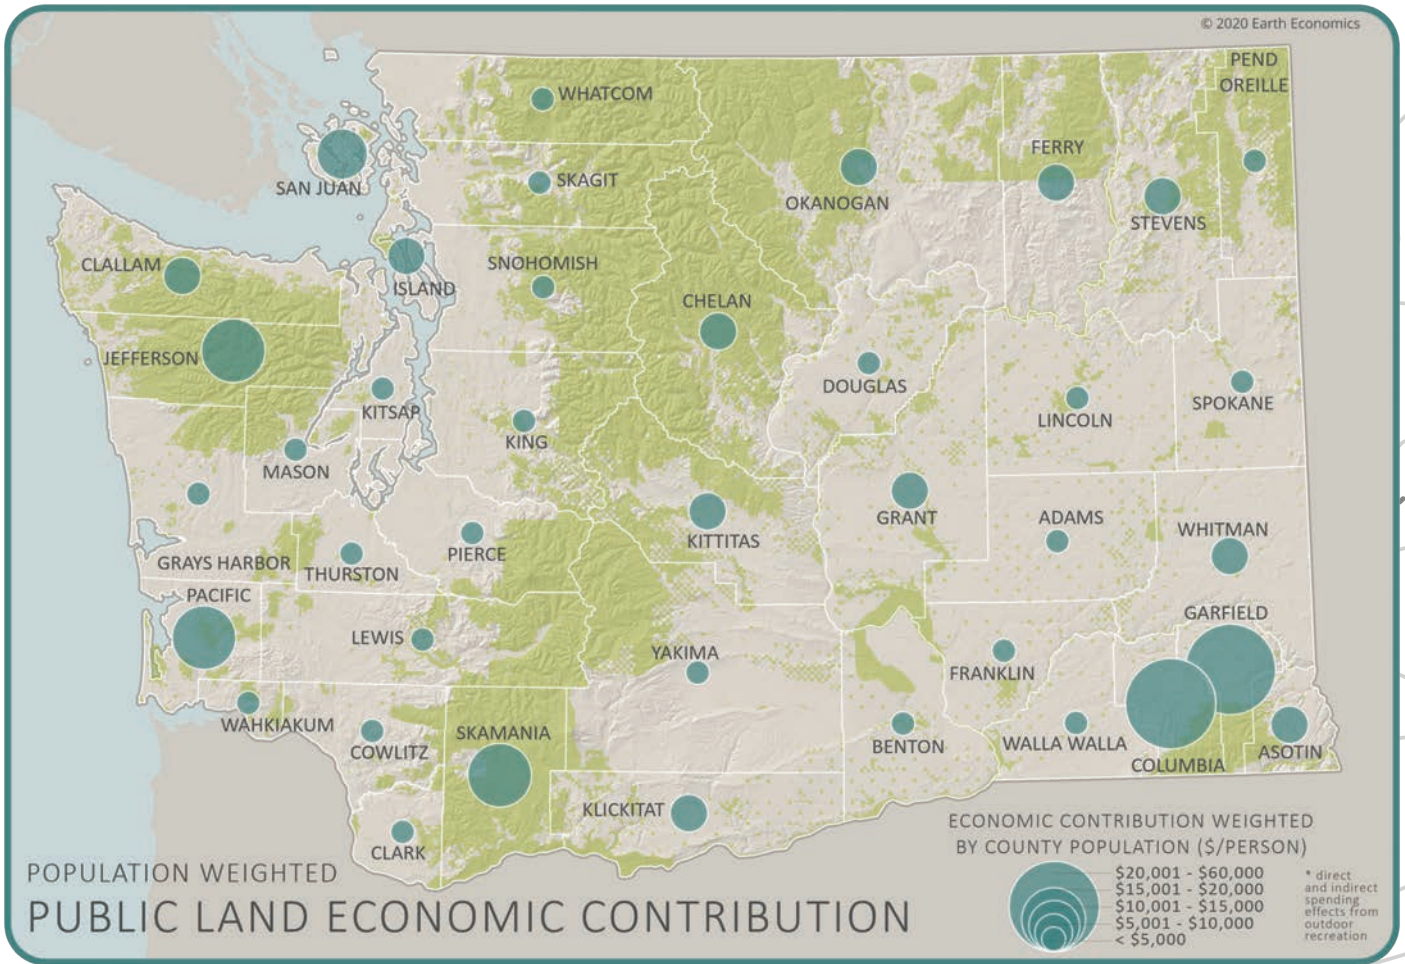 © 2020 Earth Economics
PEND
OREILLE
WHATCOM
FERRY
SAN JUAN
SKAGIT
OKANOGAN
STEVENS
CLALLAM
SNOHOMISH
ISLAND
CHELAN
JEFFERSON
DOUGLAS
KITSAP
LINCOLN
SPOKANE
KING
MASON
GRANT
ADAMS
WHITMAN
KITTITAS
PIERCE
GRAYS HARBOR
THURSTON
PACIFIC
GARFIELD
LEWIS
YAKIMA
FRANKLIN
WAHKIAKUM
COWLITZ
SKAMANIA
BENTON
WALLA WALLA
COLUMBIA
ASOTIN
KLICKITAT
CLARK
ECONOMIC CONTRIBUTION WEIGHTED
BY COUNTY POPULATION ($/PERSON)
$20,001 - $60,000
$15,001 - $20,000
$10,001 - $15,000
$5,001 - $10,000
< $5,000
* direct
and indirect
spending
effects from
outdoor
recreation
POPULATION WEIGHTED
PUBLIC LAND ECONOMIC CONTRIBUTION